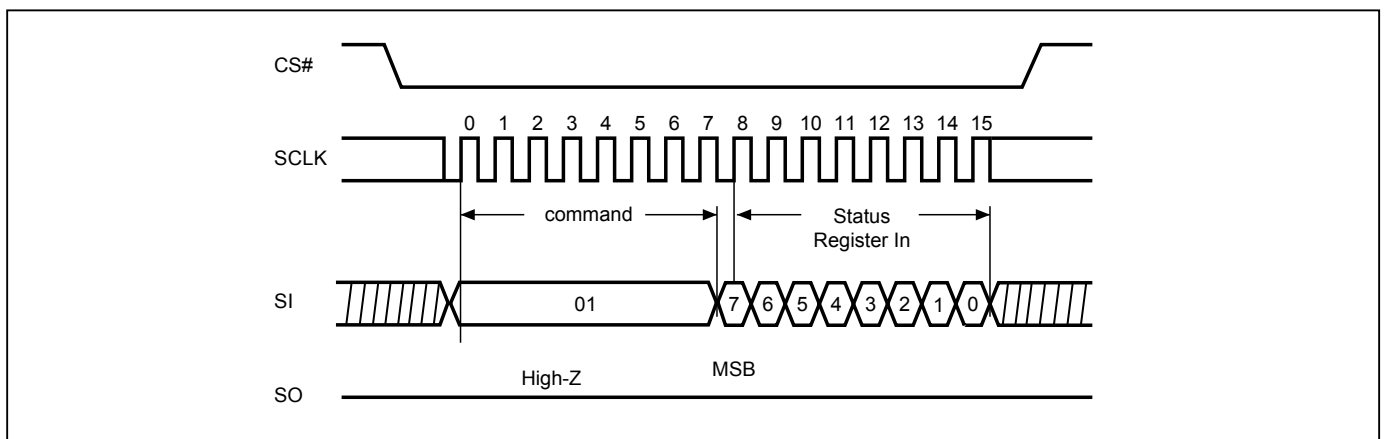 CS#
0 1 2 3 4 5 6 7 8 9 10 11 12 13 14 15
SCLK
command
Status
Register In
SI
01
7 6 5 4 3 2 1 0
High-Z
MSB
SO